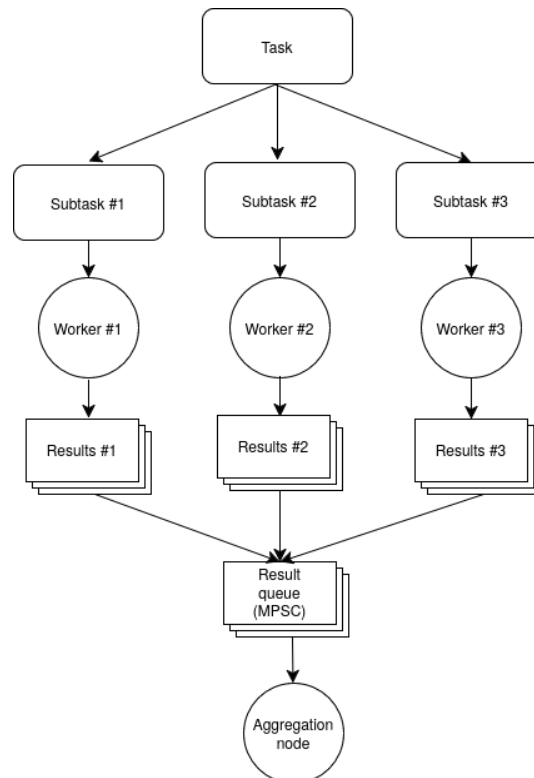 Task
Subtask #1
Subtask #2
Subtask #3
Worker #1
Worker #2
Worker #3
Results #1
Results #2
Results #3
Result
queue
(MPSC)
Aggregation
node